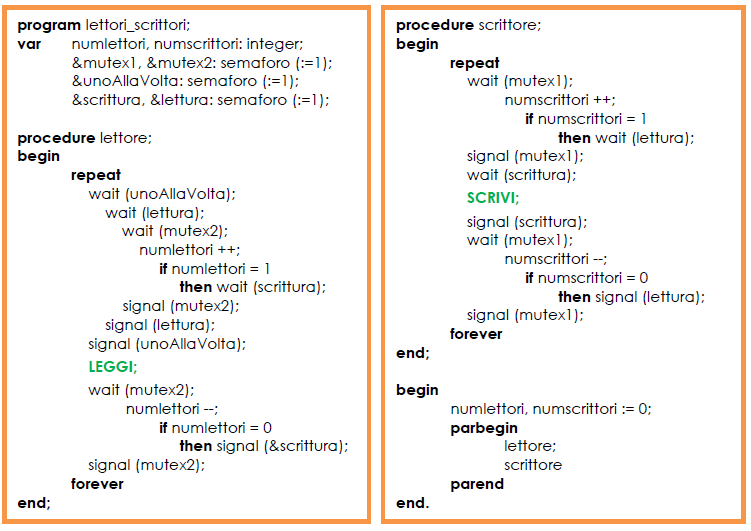 program lettori_scrittori;
var numlettori, numscrittori: integer;
&mutex1, &mutex2: semaforo (:=1);
&unoAllaVolta: semaforo (:=1);
&scrittura, &lettura: semaforo (:=1);
procedure lettore;
begin
repeat
wait (unoAllaVolta);
wait (lettura);
wait (mutex2);
numlettori ++;
if numlettori = 1
then wait (scrittura);
signal (mutex2);
signal (lettura);
signal (unoAllaVolta);
LEGGI;
wait (mutex2);
numlettori --;
if numlettori = 0
then signal (&scrittura);
signal (mutex2);
forever
end;
procedure scrittore;
begin
repeat
wait (mutex1);
numscrittori ++;
if numscrittori = 1
then wait (lettura);
signal (mutex1);
wait (scrittura);
SCRIVI;
signal (scrittura);
wait (mutex1);
numscrittori --;
if numscrittori = 0
then signal (lettura);
signal (mutex1);
forever
end;
begin
numlettori, numscrittori := 0;
parbegin
lettore;
scrittore
parend
end.